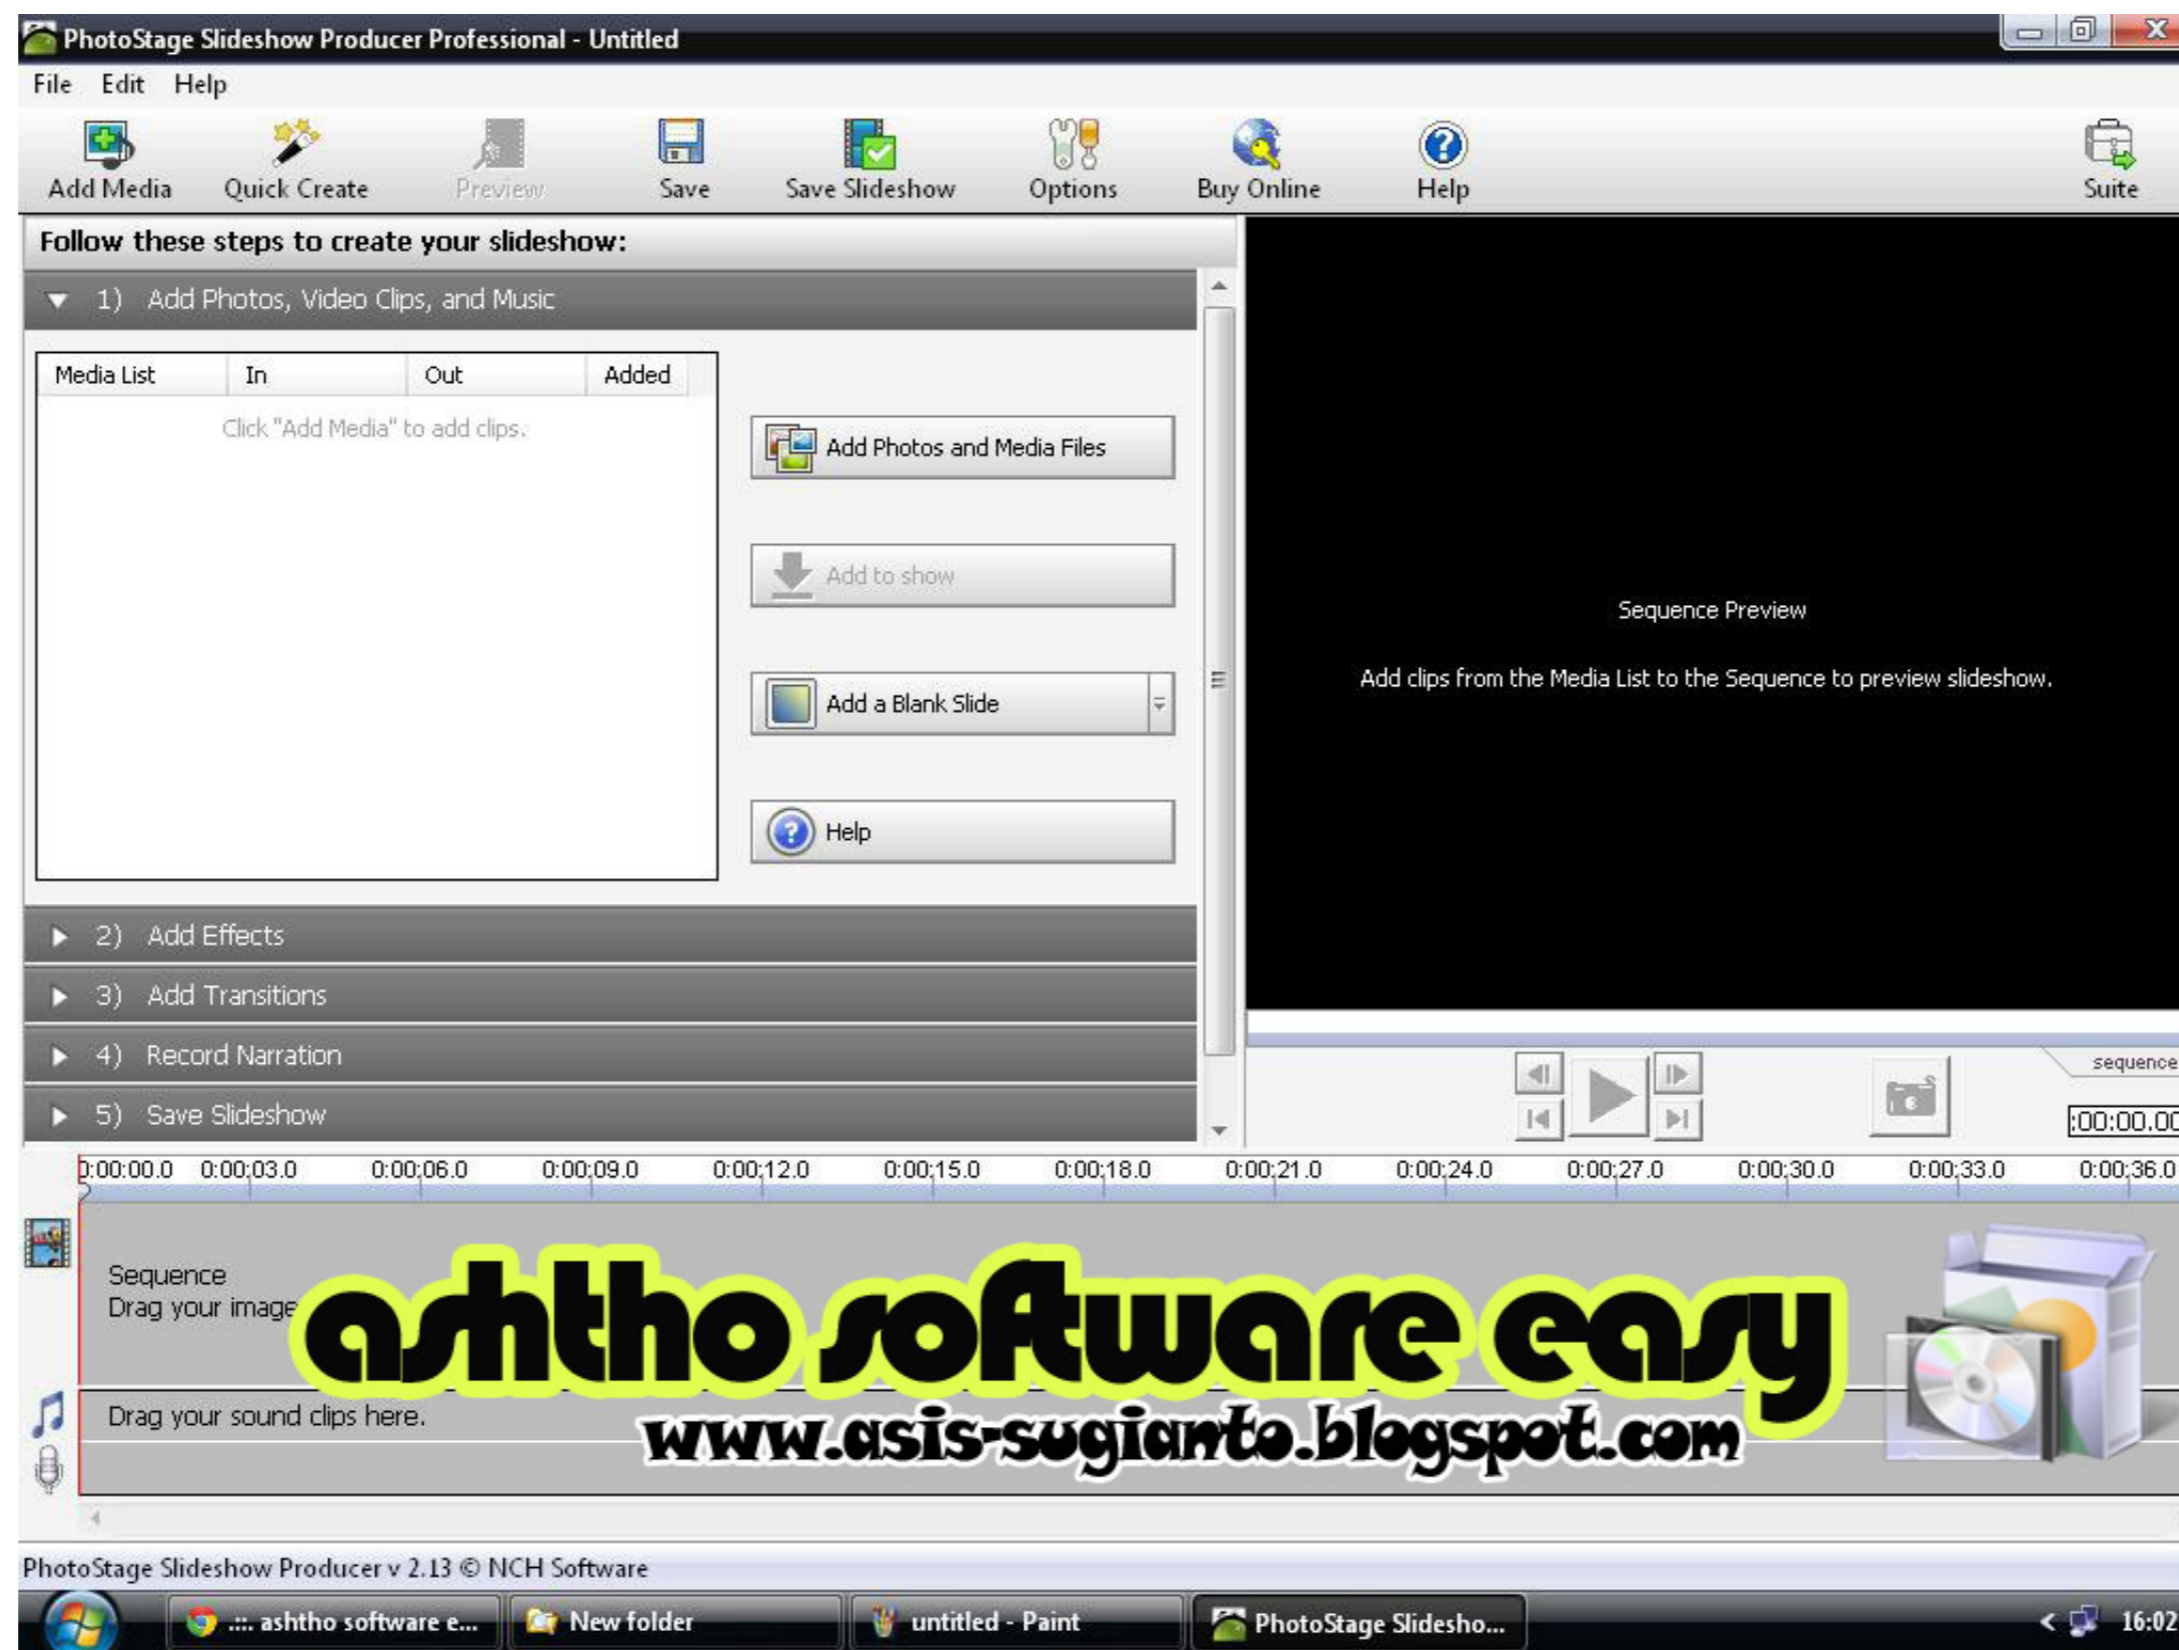 PhotoStage Slideshow Producer Professional - Untitled
File Edit Help
Add Media Quick Create Preview Save Save Slideshow Options Buy Online Help Suite
Follow these steps to create your slideshow:
1) Add Photos, Video Clips, and Music
Media List In Out Added
Click "Add Media" to add clips.
Add Photos and Media Files
Add to show
Add a Blank Slide
Help
Sequence Preview
Add clips from the Media List to the Sequence to preview slideshow.
2) Add Effects
3) Add Transitions
4) Record Narration
5) Save Slideshow
sequence
:00:00.00
0:00:00.0 0:00:03.0 0:00:06.0 0:00:09.0 0:00:12.0 0:00:15.0 0:00:18.0 0:00:21.0 0:00:24.0 0:00:27.0 0:00:30.0 0:00:33.0 0:00:36.0
Sequence
Drag your image
ashtho software easy
Drag your sound clips here.
www.asis-sugianto.blogspot.com
PhotoStage Slideshow Producer v 2.13 © NCH Software
.::. ashtho software e... New folder untitled - Paint PhotoStage Slidesho... 16:02